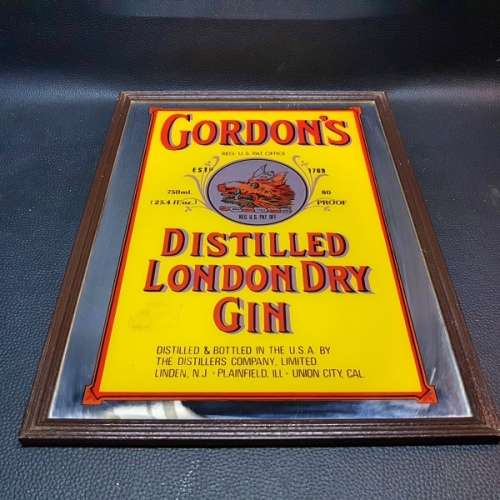 GORDON'S
REG. U.S. PAT. OFFICE
ESTD 1769
750ml. 80
(25.4 fl oz.) PROOF
REG. U.S. PAT. OFF.
DISTILLED
LONDON DRY
GIN
DISTILLED & BOTTLED IN THE U.S.A. BY
THE DISTILLERS COMPANY, LIMITED
LINDEN, N.J. · PLAINFIELD, ILL · UNION CITY, CAL.